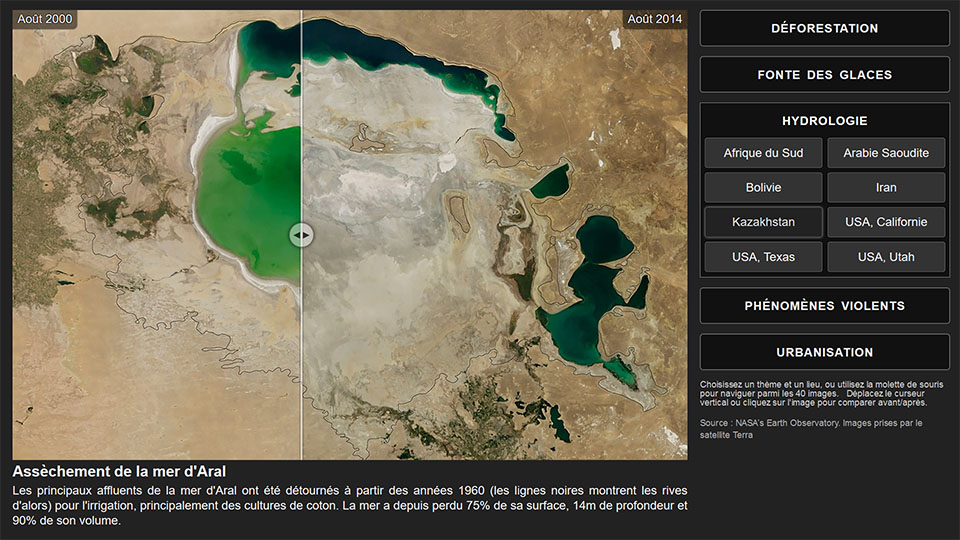 Août 2000
Août 2014
DÉFORESTATION
FONTE DES GLACES
HYDROLOGIE
Afrique du Sud
Arabie Saoudite
Bolivie
Iran
Kazakhstan
USA, Californie
USA, Texas
USA, Utah
PHÉNOMÈNES VIOLENTS
URBANISATION
Choisissez un thème et un lieu, ou utilisez la molette de souris
pour naviguer parmi les 40 images. Déplacez le curseur
vertical ou cliquez sur l'image pour comparer avant/après.
Source : NASA's Earth Observatory. Images prises par le
satellite Terra
Assèchement de la mer d'Aral
Les principaux affluents de la mer d'Aral ont été détournés à partir des années 1960 (les lignes noires montrent les rives
d'alors) pour l'irrigation, principalement des cultures de coton. La mer a depuis perdu 75% de sa surface, 14m de profondeur et
90% de son volume.